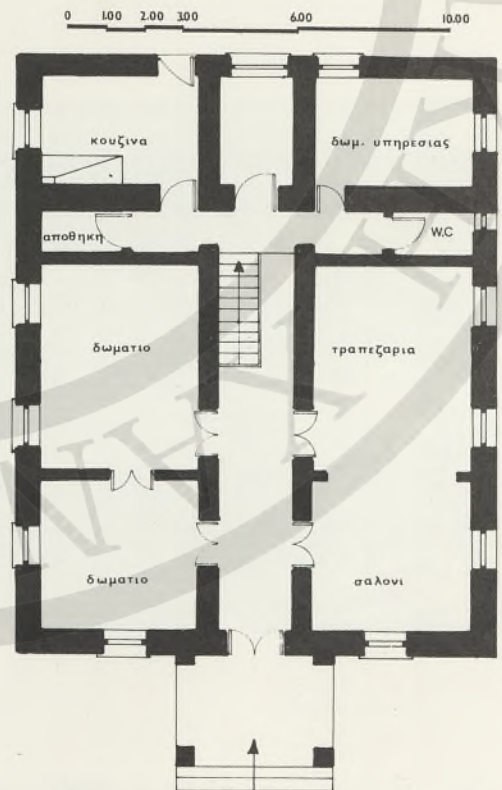 0 1.00 2.00 3.00 6.00 10.00
κουζινα
δωμ. υπηρεσιας
αποθηκη
W.C
δωματιο
τραπεζαρια
δωματιο
σαλονι